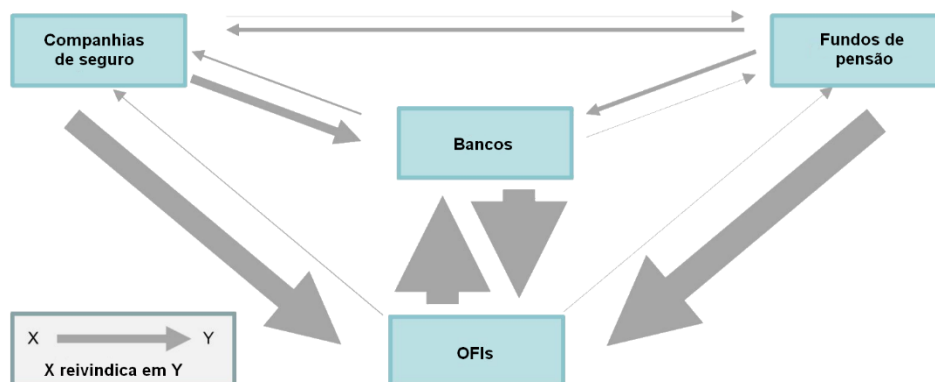 Companhias
de seguro
Fundos de
pensão
Bancos
OFIs
X Y
X reivindica em Y